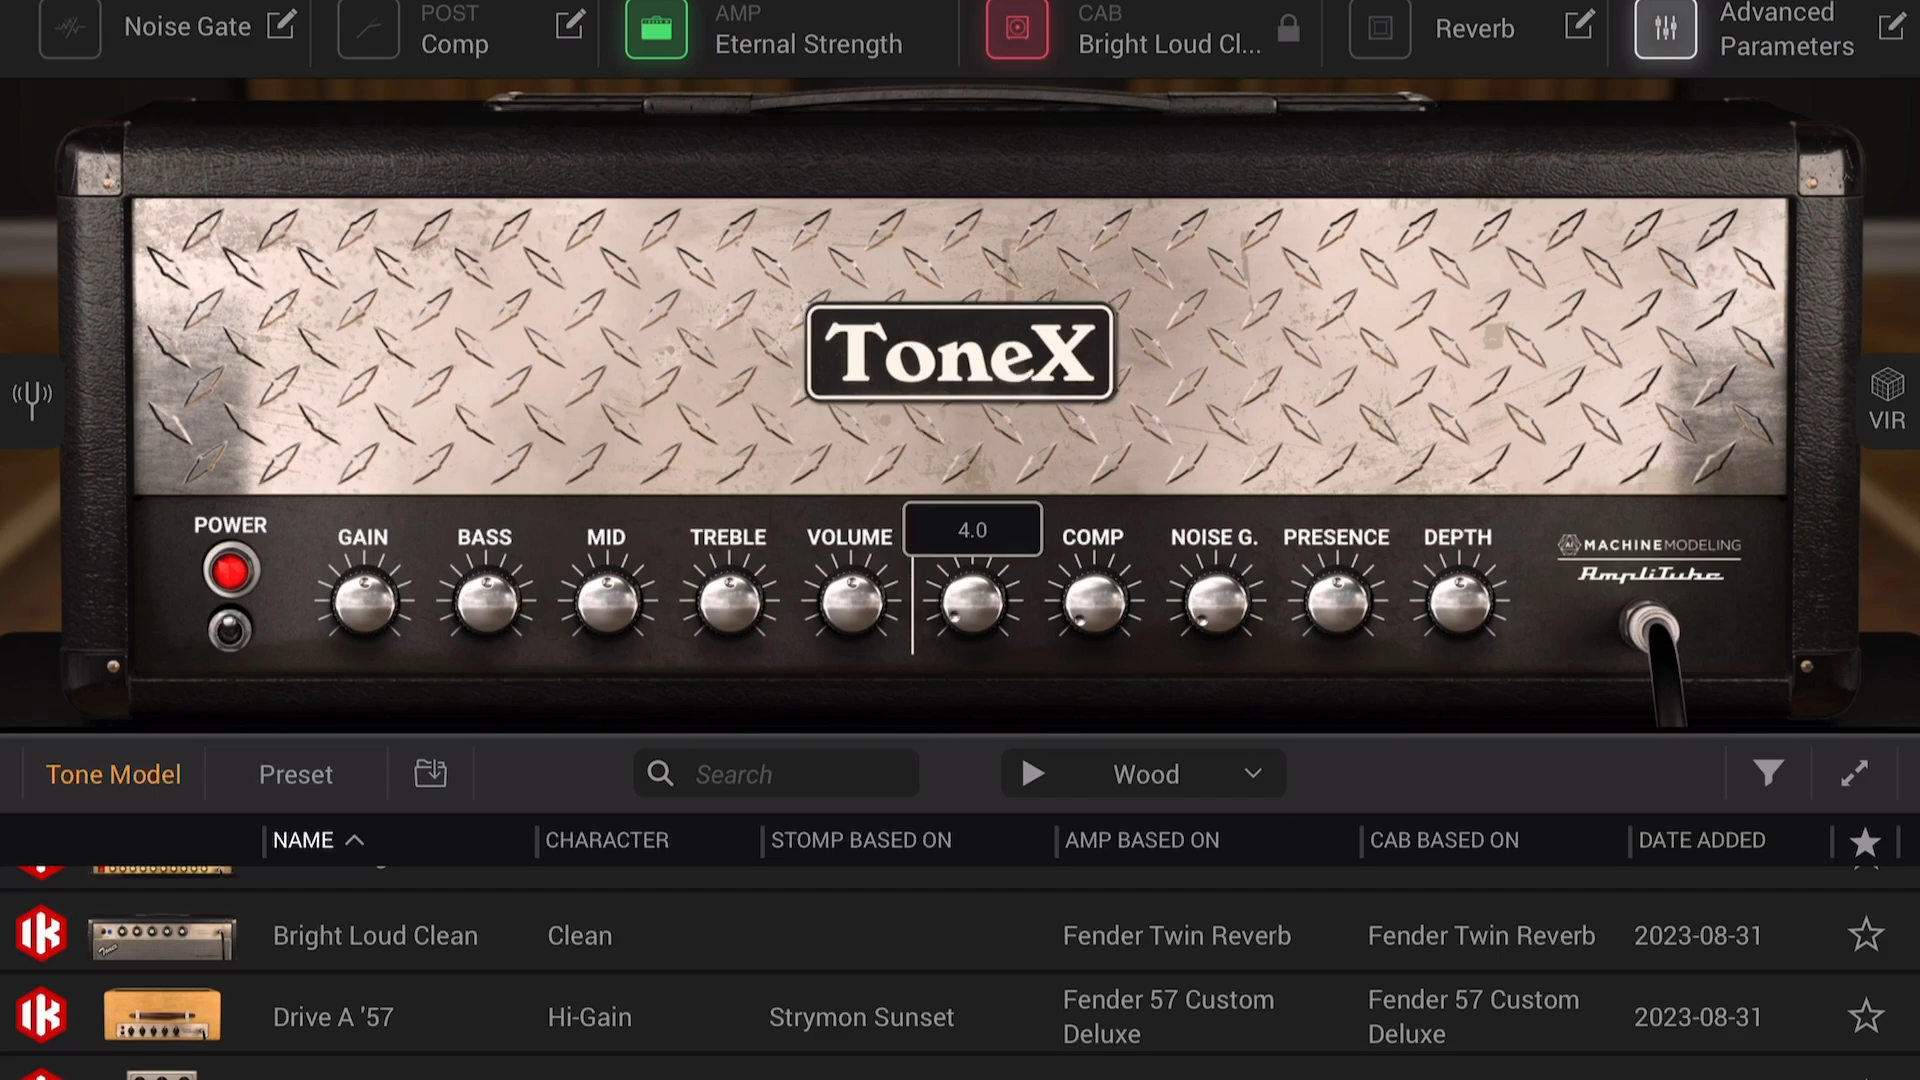 Noise Gate
POST
Comp
AMP
Eternal Strength
CAB
Bright Loud Cl...
Reverb
Advanced
Parameters
ToneX
VIR
POWER
GAIN
BASS
MID
TREBLE
VOLUME
4.0
COMP
NOISE G.
PRESENCE
DEPTH
MACHINE MODELING
AmpliTube
Tone Model
Preset
Search
Wood
NAME
CHARACTER
STOMP BASED ON
AMP BASED ON
CAB BASED ON
DATE ADDED
Bright Loud Clean
Clean
Fender Twin Reverb
Fender Twin Reverb
2023-08-31
Drive A '57
Hi-Gain
Strymon Sunset
Fender 57 Custom
Deluxe
Fender 57 Custom
Deluxe
2023-08-31